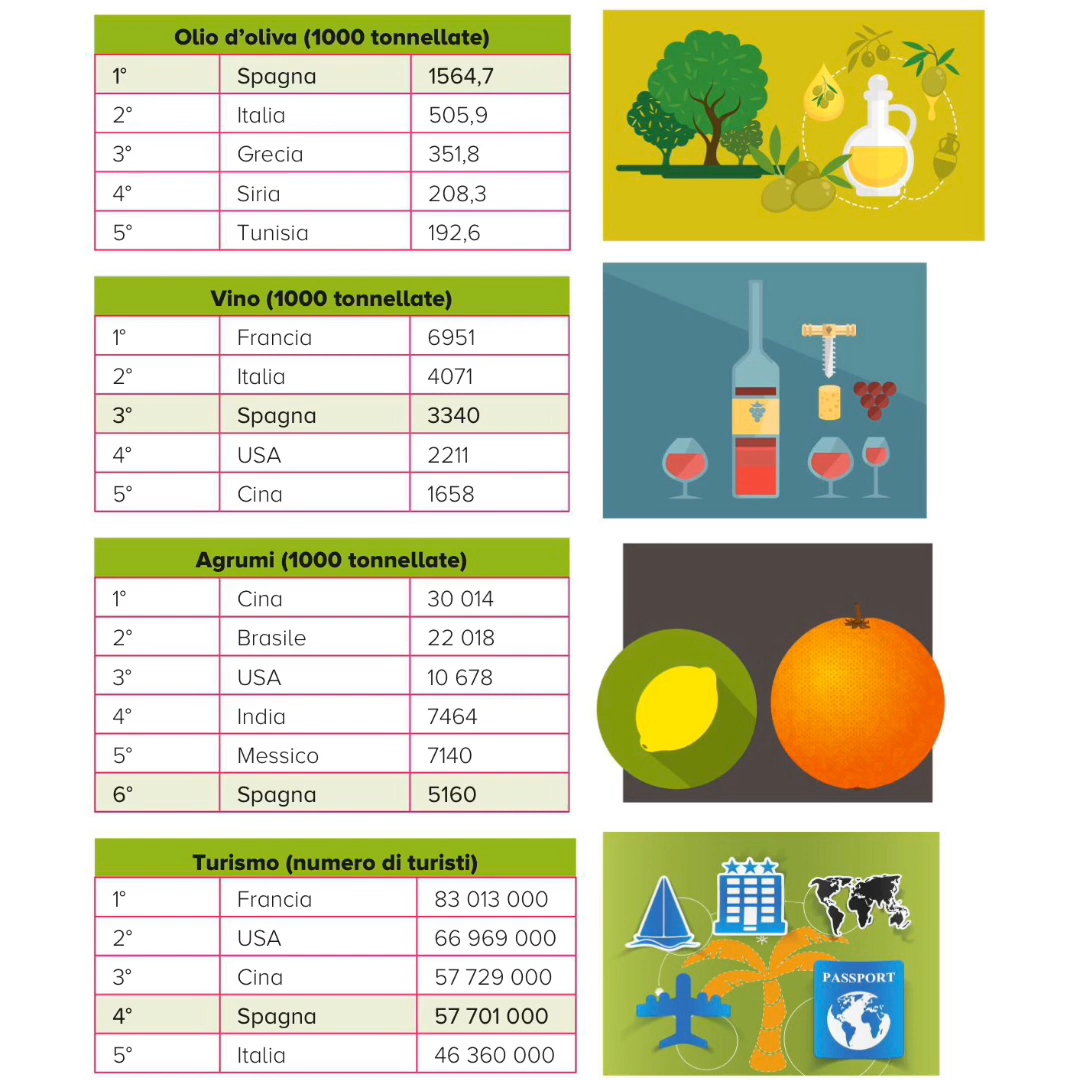 Olio d’oliva (1000 tonnellate)
1° Spagna 1564,7
2° Italia 505,9
3° Grecia 351,8
4° Siria 208,3
5° Tunisia 192,6
Vino (1000 tonnellate)
1° Francia 6951
2° Italia 4071
3° Spagna 3340
4° USA 2211
5° Cina 1658
Agrumi (1000 tonnellate)
1° Cina 30 014
2° Brasile 22 018
3° USA 10 678
4° India 7464
5° Messico 7140
6° Spagna 5160
Turismo (numero di turisti)
1° Francia 83 013 000
2° USA 66 969 000
3° Cina 57 729 000
4° Spagna 57 701 000
5° Italia 46 360 000
PASSPORT